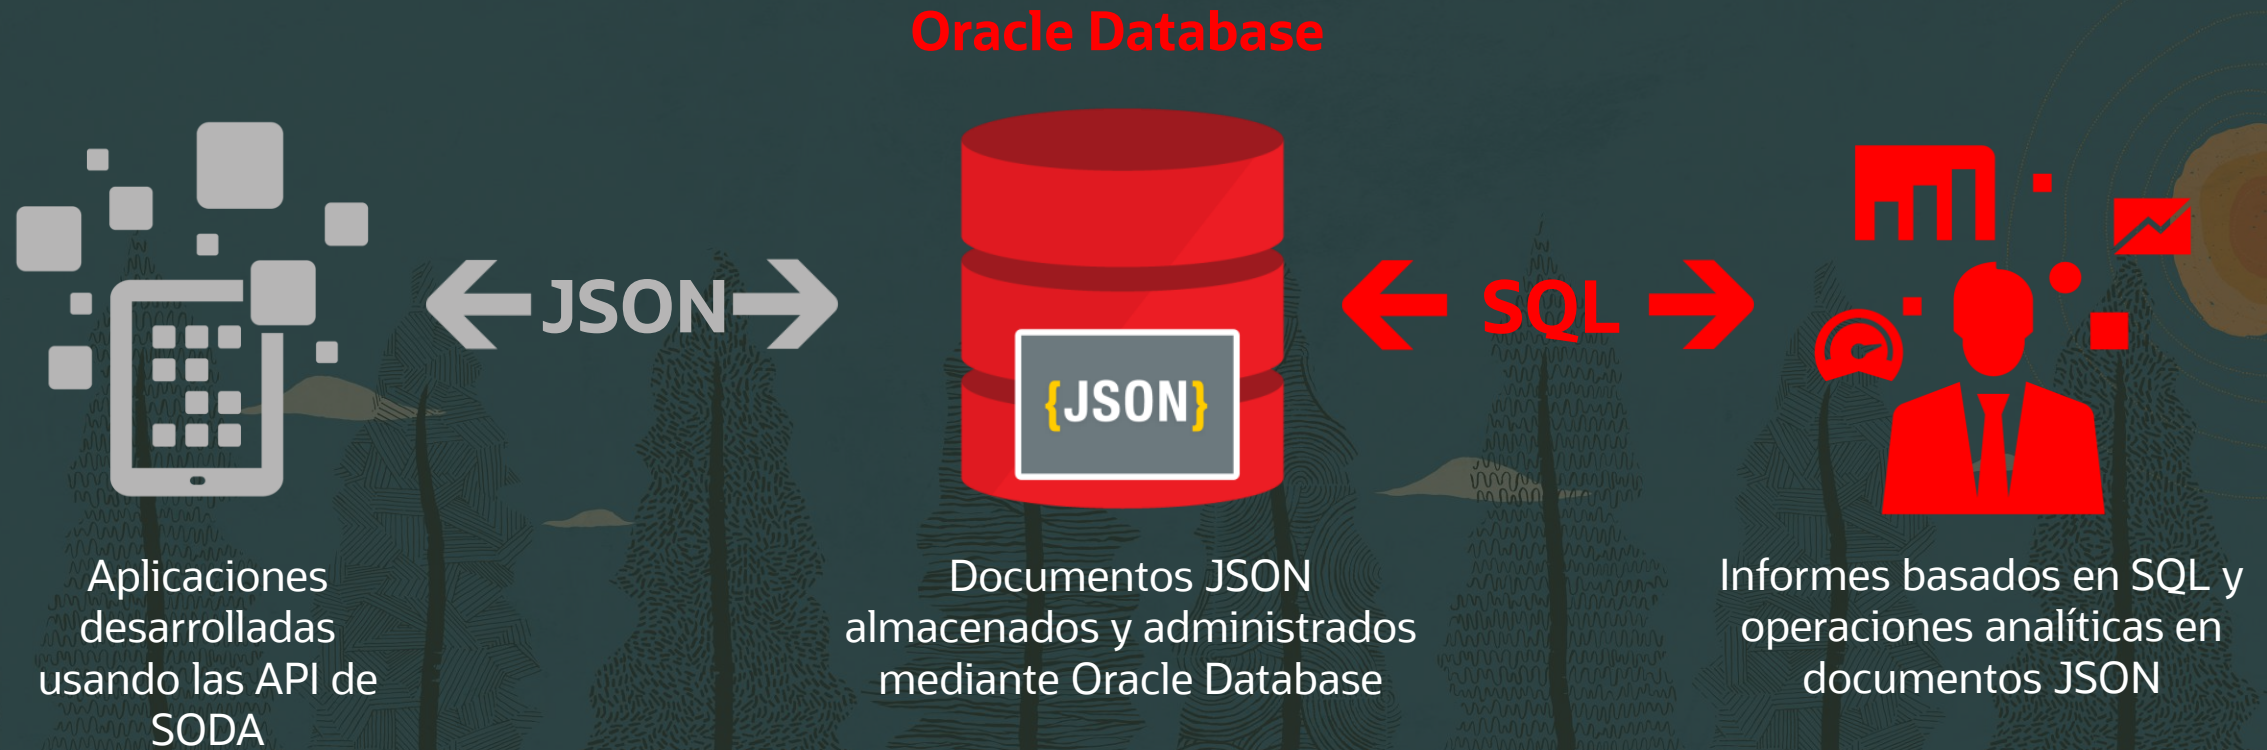 Oracle Database
JSON
SQL
{JSON}
Aplicaciones
desarrolladas
usando las API de
SODA
Documentos JSON
almacenados y administrados
mediante Oracle Database
Informes basados en SQL y
operaciones analíticas en
documentos JSON